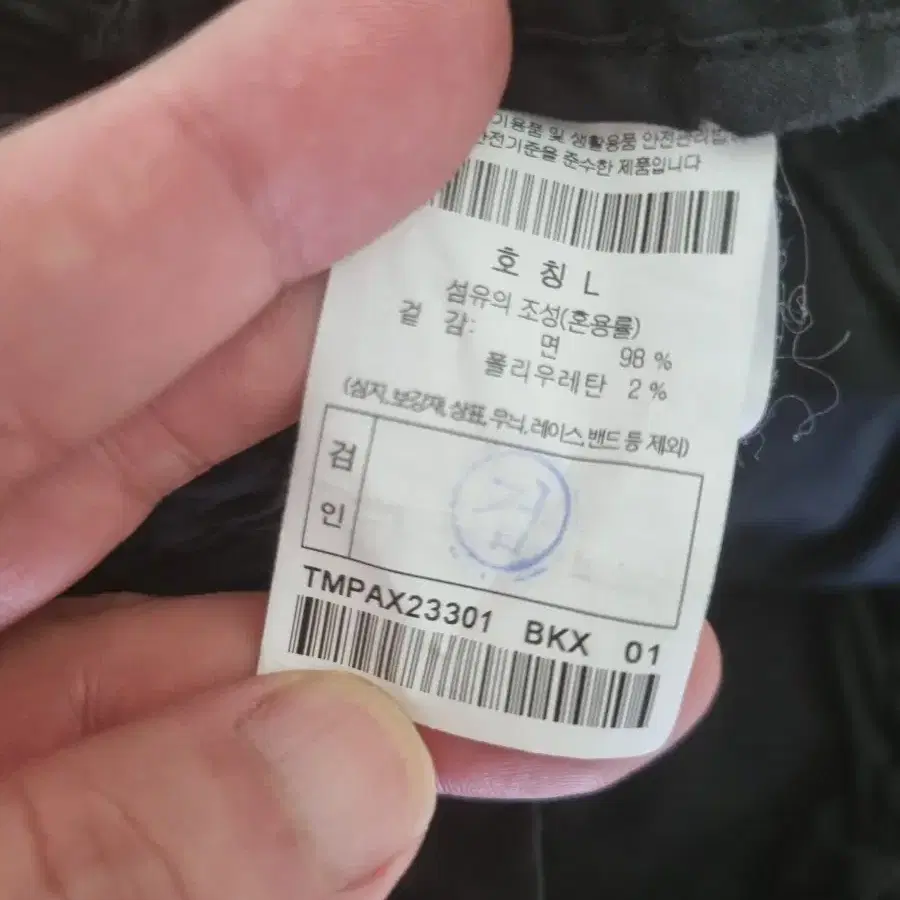 기용품 및 생활용품 안전관리법
안전기준을 준수한 제품입니다
호 칭 L
섬유의 조성(혼용률)
겉 감:
면 98 %
폴리우레탄 2 %
(심지,보강재,상표,무늬,레이스,밴드 등 제외)
검
인
검
TMPAX23301 BKX 01